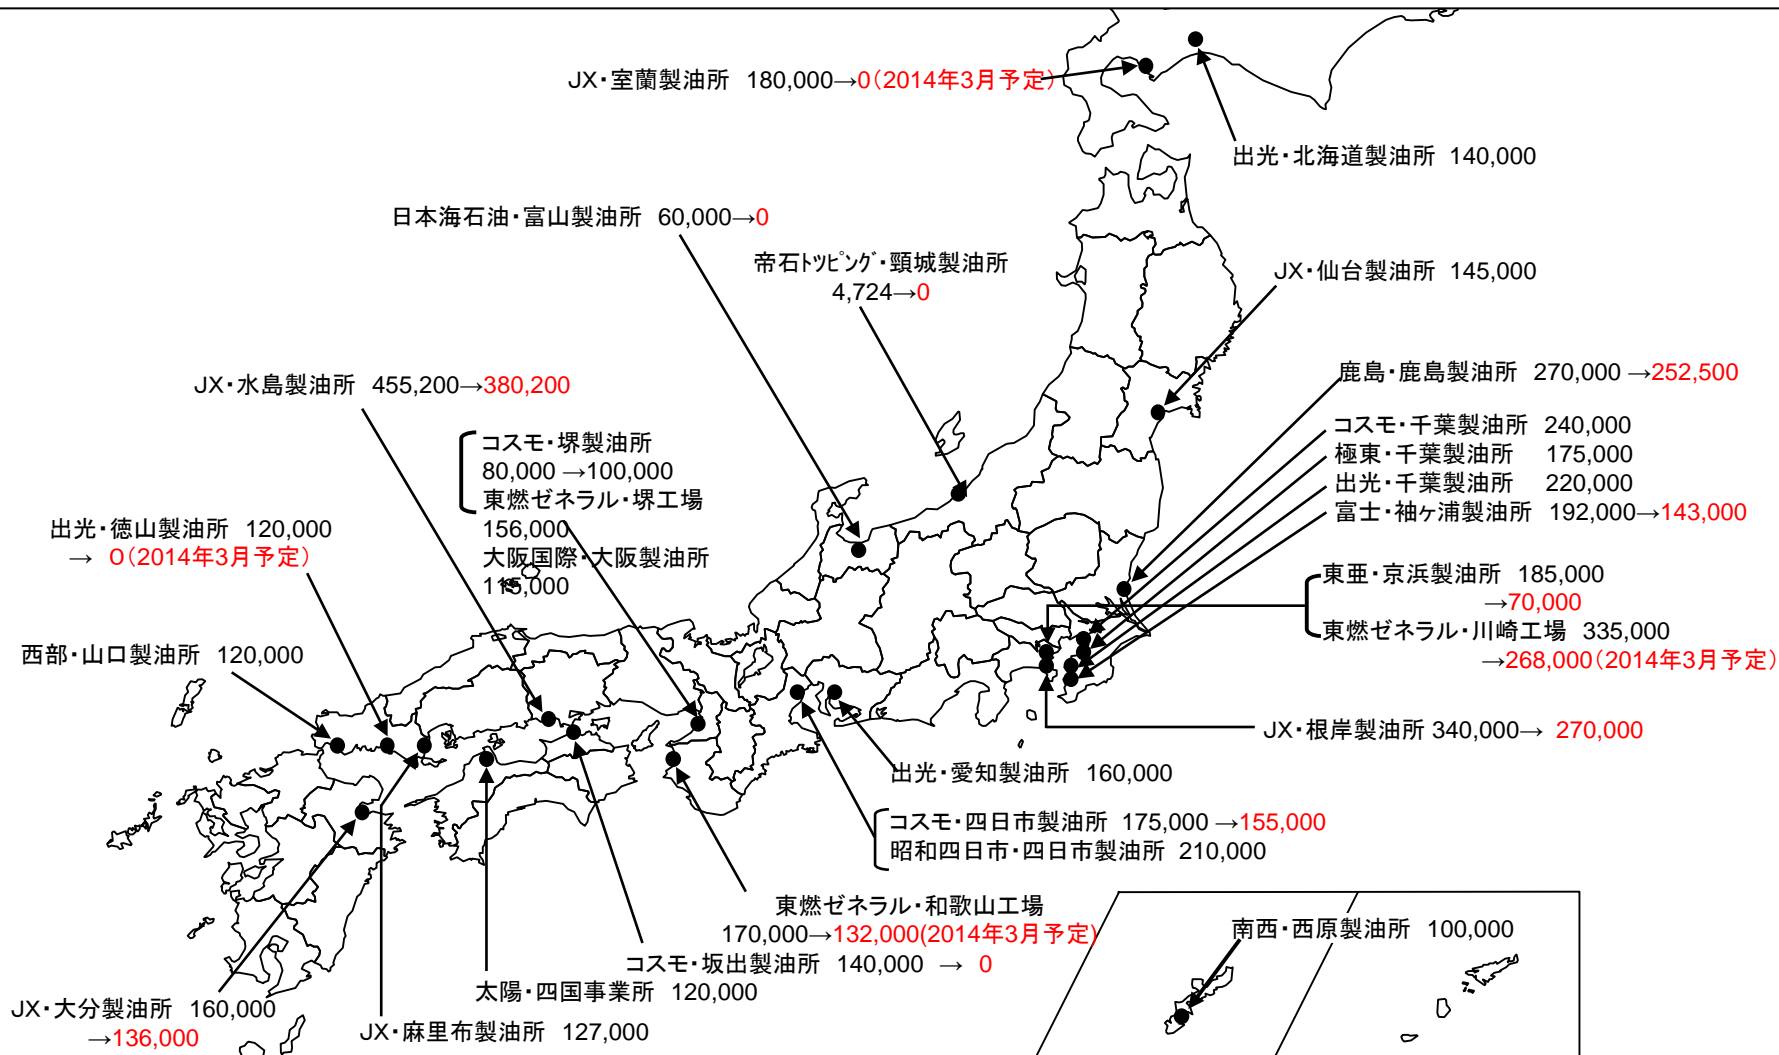 JX・室蘭製油所 180,000→0(2014年3月予定)
出光・北海道製油所 140,000
日本海石油・富山製油所 60,000→0
帝石ﾄｯﾋﾟﾝｸﾞ・頸城製油所
4,724→0
JX・仙台製油所 145,000
JX・水島製油所 455,200→380,200
鹿島・鹿島製油所 270,000 →252,500
コスモ・千葉製油所 240,000
極東・千葉製油所 175,000
出光・千葉製油所 220,000
富士・袖ヶ浦製油所 192,000→143,000
コスモ・堺製油所
80,000 →100,000
東燃ゼネラル・堺工場
156,000
大阪国際・大阪製油所
115,000
出光・徳山製油所 120,000
→ 0(2014年3月予定)
東亜・京浜製油所 185,000
→70,000
東燃ゼネラル・川崎工場 335,000
→268,000(2014年3月予定)
西部・山口製油所 120,000
JX・根岸製油所 340,000→ 270,000
出光・愛知製油所 160,000
コスモ・四日市製油所 175,000 →155,000
昭和四日市・四日市製油所 210,000
東燃ゼネラル・和歌山工場
170,000→132,000(2014年3月予定)
コスモ・坂出製油所 140,000 → 0
太陽・四国事業所 120,000
南西・西原製油所 100,000
JX・大分製油所 160,000
→136,000
JX・麻里布製油所 127,000